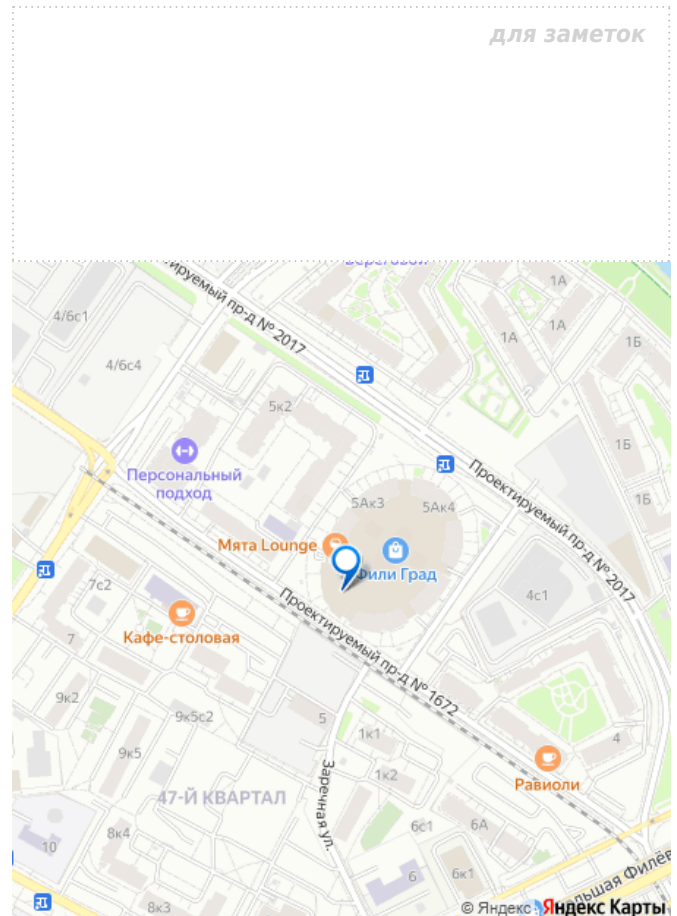 для заметок
Береговой
4/6с1
4/6с4
Проектируемый пр-д № 2017
1А
1А
1А
1Б
1Б
1Б
5к2
Персональный
подход
5Ак3
5Ак4
Проектируемый пр-д № 2017
Мята Lounge
Фили Град
4с1
7с2
7
Кафе-столовая
Проектируемый пр-д № 1672
9к2
9к5с2
5
9к5
1к1
1к2
4
Равиоли
47-Й КВАРТАЛ
Заречная ул.
10
8к4
6с1
6А
6
6к1
8к3
Большая Филёв
© Яндекс
Яндекс Карты